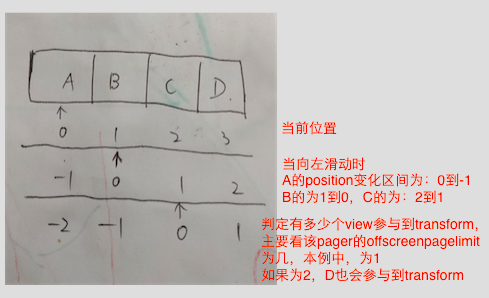 A B C D
0 1 2 3
当前位置
-1 0 1 2
当向左滑动时
A的position变化区间为：0到-1
B的为1到0，C的为：2到1
-2 -1 0 1
判定有多少个view参与到transform，
主要看该pager的offscreenpagelimit
为几，本例中，为1
如果为2，D也会参与到transform